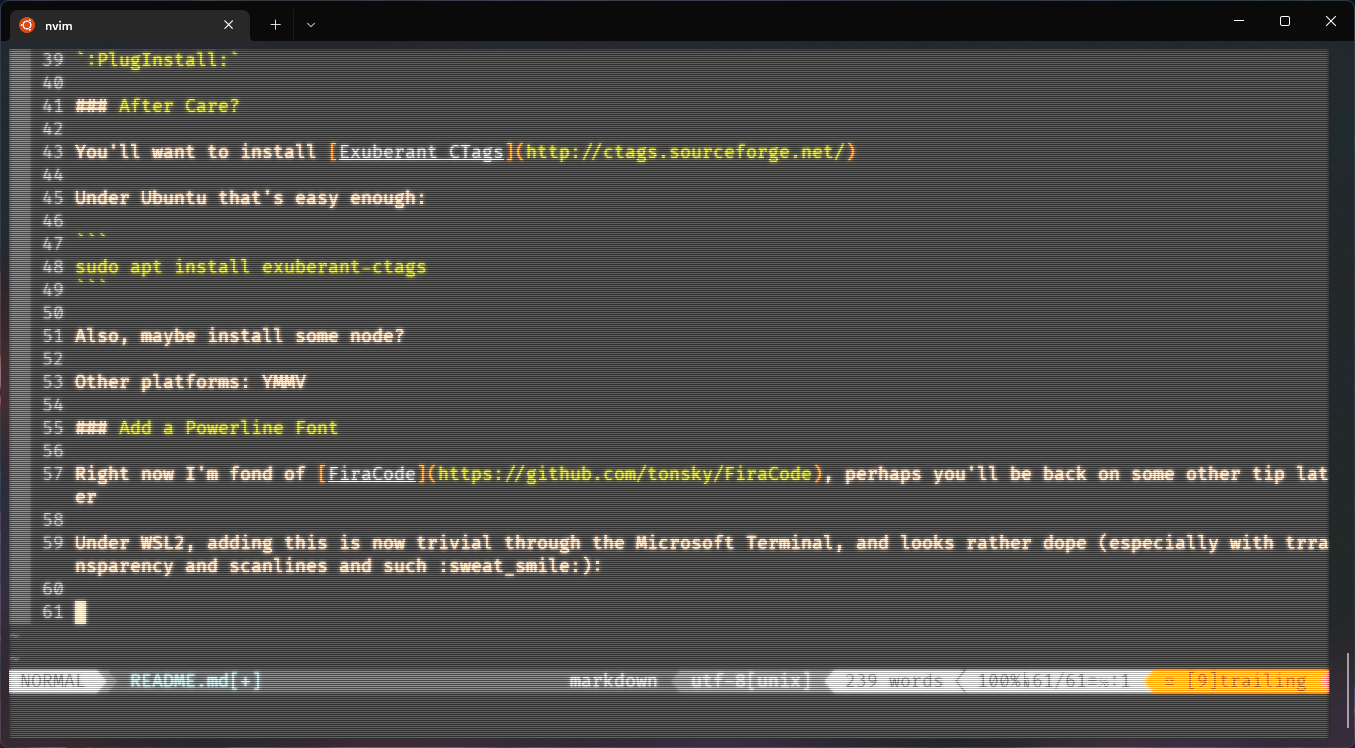 nvim
39 `:PlugInstall:`
40
41 ### After Care?
42
43 You'll want to install [Exuberant CTags](http://ctags.sourceforge.net/)
44
45 Under Ubuntu that's easy enough:
46
47 ```
48 sudo apt install exuberant-ctags
49 ```
50
51 Also, maybe install some node?
52
53 Other platforms: YMMV
54
55 ### Add a Powerline Font
56
57 Right now I'm fond of [FiraCode](https://github.com/tonsky/FiraCode), perhaps you'll be back on some other tip lat
er
58
59 Under WSL2, adding this is now trivial through the Microsoft Terminal, and looks rather dope (especially with trra
nsparency and scanlines and such :sweat_smile:):
60
61
~
~
NORMAL README.md[+] markdown utf-8[unix] 239 words 100% 61/61≡℅:1 ≡ [9]trailing